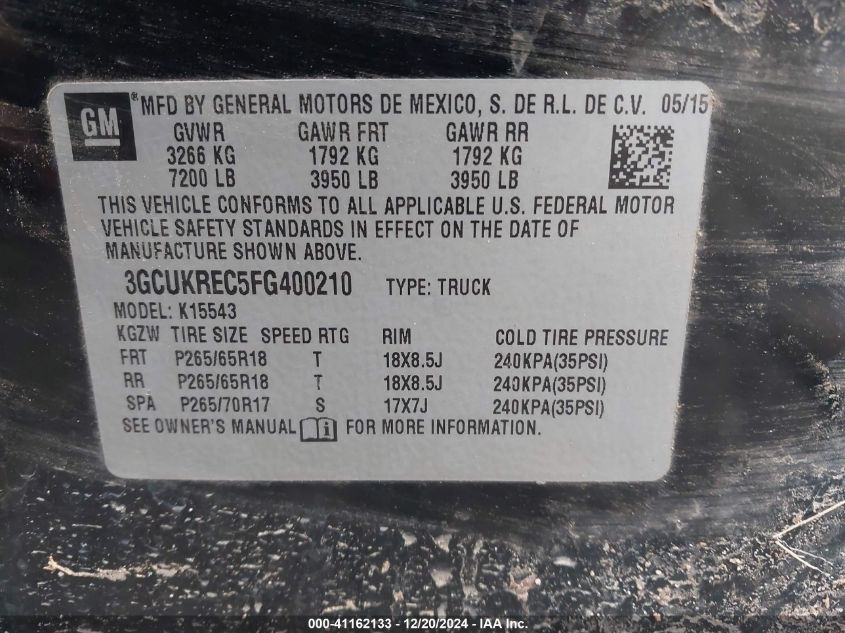 GM ® MFD BY GENERAL MOTORS DE MEXICO, S. DE R.L. DE C.V. 05/15
GVWR GAWR FRT GAWR RR
3266 KG 1792 KG 1792 KG
7200 LB 3950 LB 3950 LB
THIS VEHICLE CONFORMS TO ALL APPLICABLE U.S. FEDERAL MOTOR
VEHICLE SAFETY STANDARDS IN EFFECT ON THE DATE OF
MANUFACTURE SHOWN ABOVE.
3GCUKREC5FG400210 TYPE: TRUCK
MODEL: K15543
KGZW TIRE SIZE SPEED RTG RIM COLD TIRE PRESSURE
FRT P265/65R18 T 18X8.5J 240KPA(35PSI)
RR P265/65R18 T 18X8.5J 240KPA(35PSI)
SPA P265/70R17 S 17X7J 240KPA(35PSI)
SEE OWNER'S MANUAL FOR MORE INFORMATION.
000-41162133 - 12/20/2024 - IAA Inc.